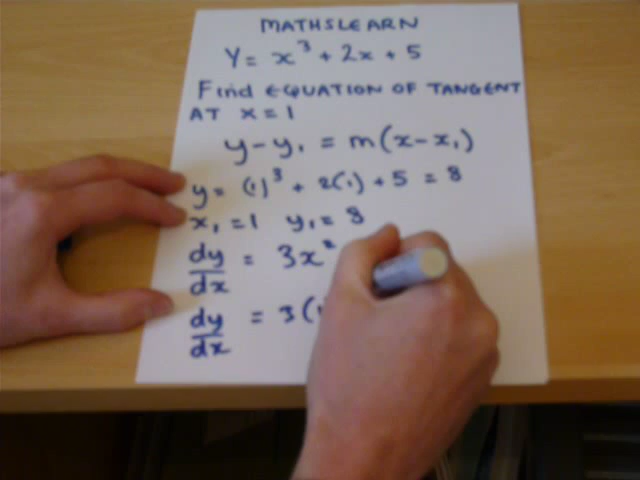 MATHSLEARN
Y = x³ + 2x + 5
Find EQUATION OF TANGENT
AT x = 1
y - y₁ = m(x - x₁)
y = (1)³ + 2(1) + 5 = 8
x₁ = 1 y₁ = 8
dy/dx = 3x²
dy/dx = 3(1